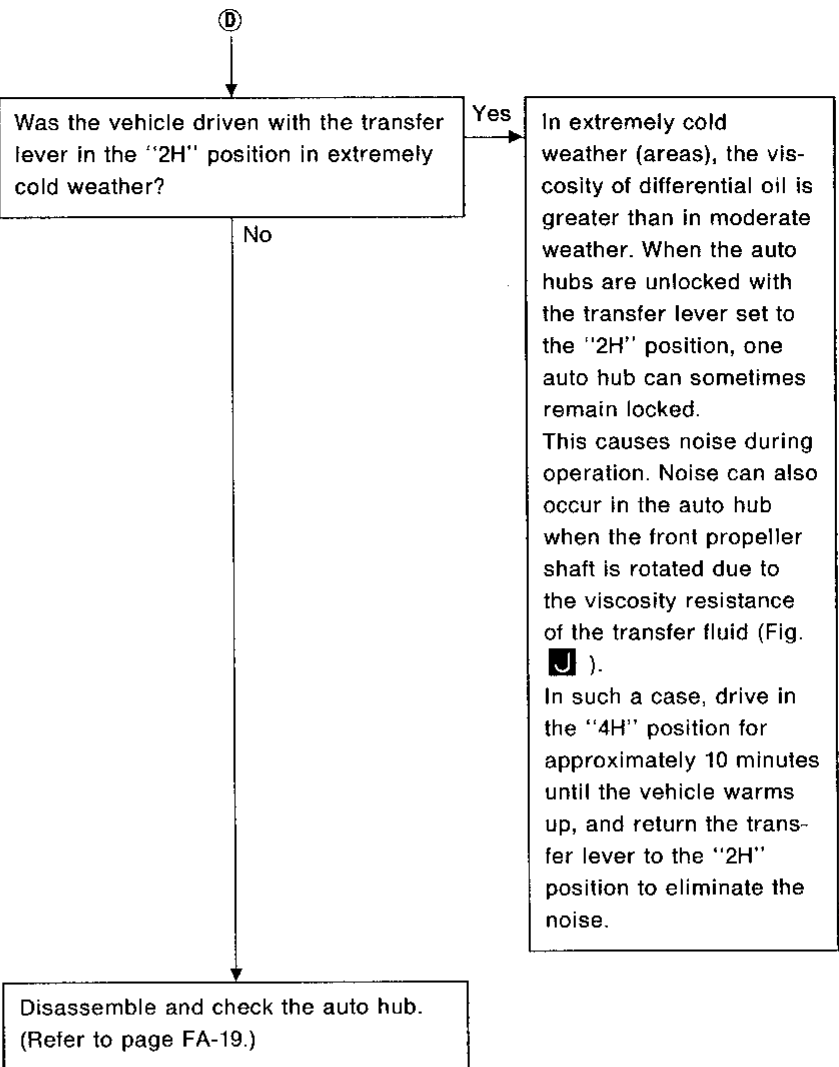 D
Was the vehicle driven with the transfer
lever in the "2H" position in extremely
cold weather?
Yes
No
In extremely cold
weather (areas), the vis-
cosity of differential oil is
greater than in moderate
weather. When the auto
hubs are unlocked with
the transfer lever set to
the "2H" position, one
auto hub can sometimes
remain locked.
This causes noise during
operation. Noise can also
occur in the auto hub
when the front propeller
shaft is rotated due to
the viscosity resistance
of the transfer fluid (Fig.
J ).
In such a case, drive in
the "4H" position for
approximately 10 minutes
until the vehicle warms
up, and return the trans-
fer lever to the "2H"
position to eliminate the
noise.
Disassemble and check the auto hub.
(Refer to page FA-19.)